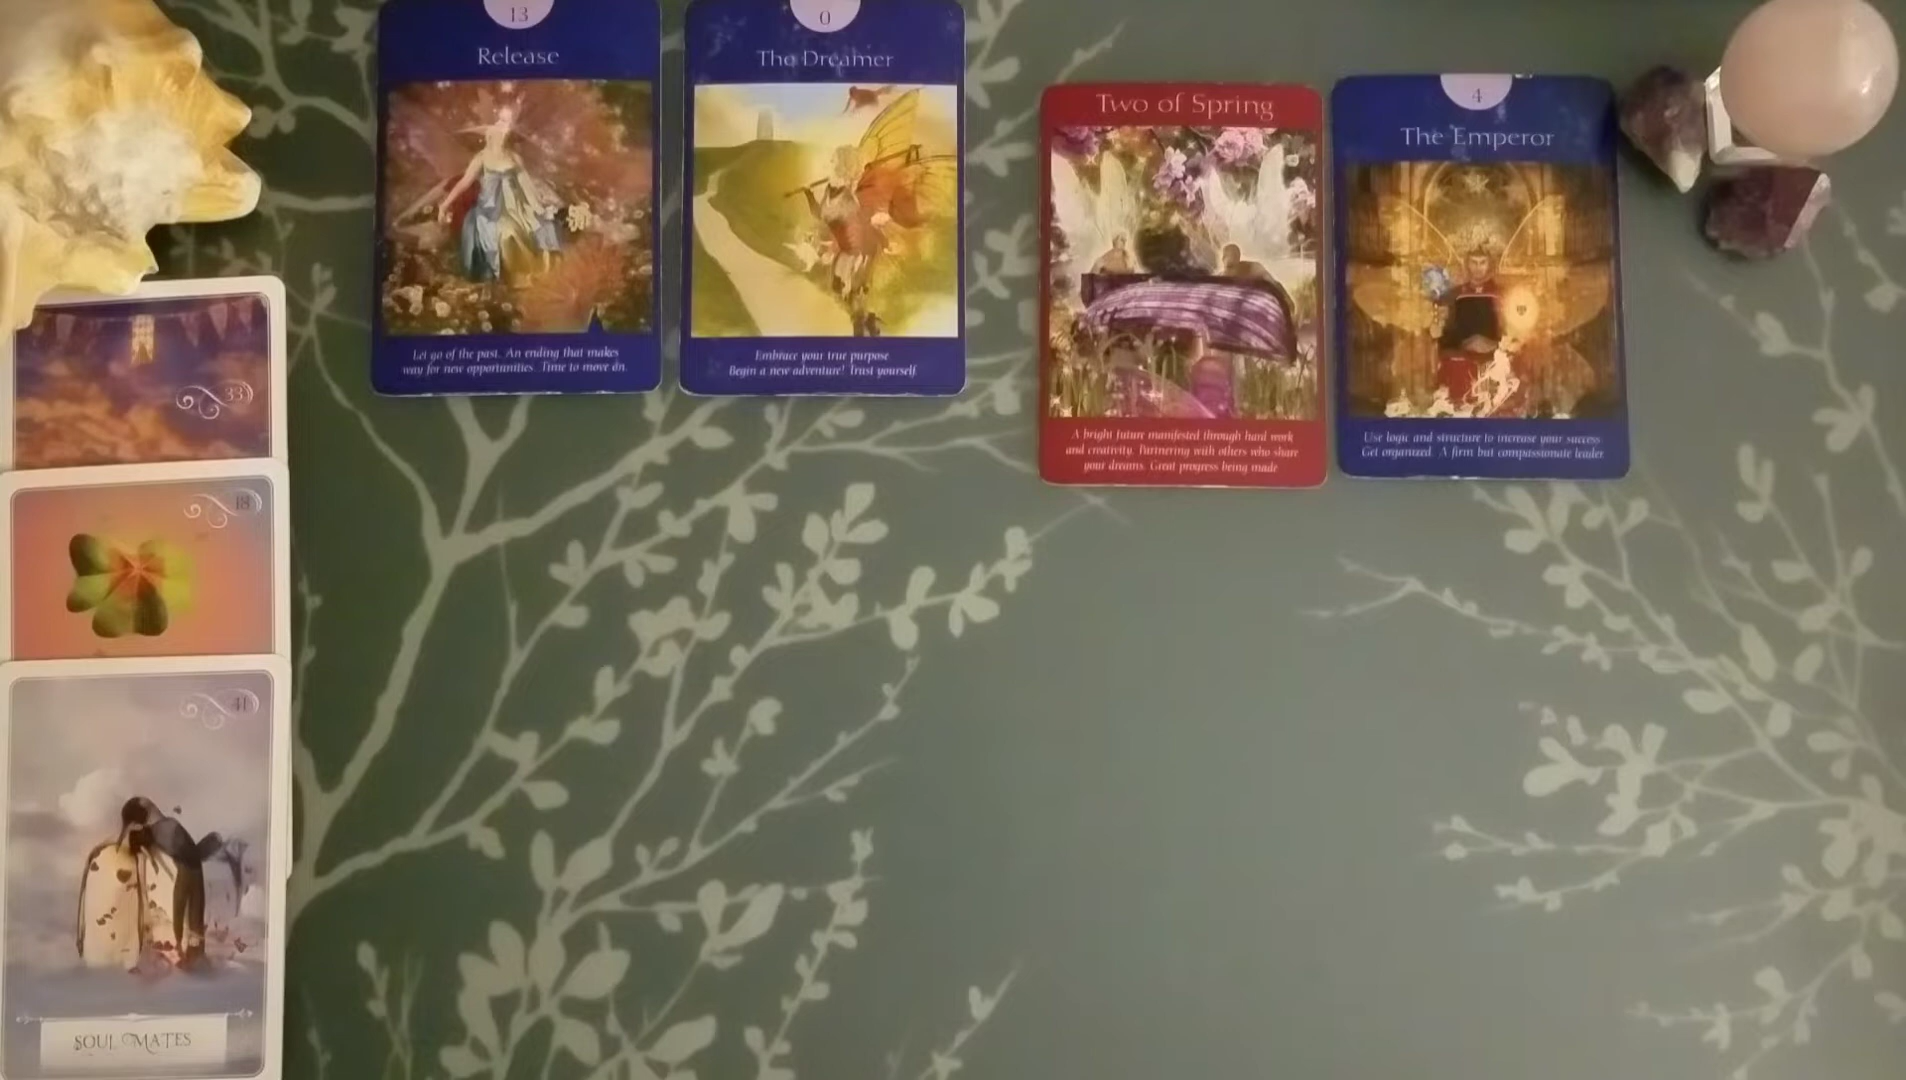 13
Release
Let go of the past. An ending that makes
way for new opportunities. Time to move on.
0
The Dreamer
Embrace your true purpose
Begin a new adventure! Trust yourself
Two of Spring
A bright future manifested through hard work
and creativity. Partnering with others who share
your dreams. Great progress being made
4
The Emperor
Use logic and structure to increase your success
Get organized. A firm but compassionate leader
33
18
41
SOUL MATES